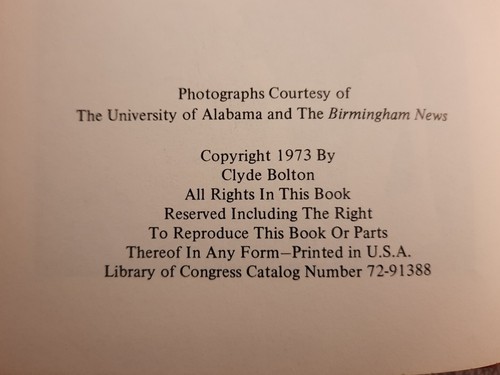 Photographs Courtesy of
The University of Alabama and The Birmingham News
Copyright 1973 By
Clyde Bolton
All Rights In This Book
Reserved Including The Right
To Reproduce This Book Or Parts
Thereof In Any Form—Printed in U.S.A.
Library of Congress Catalog Number 72-91388